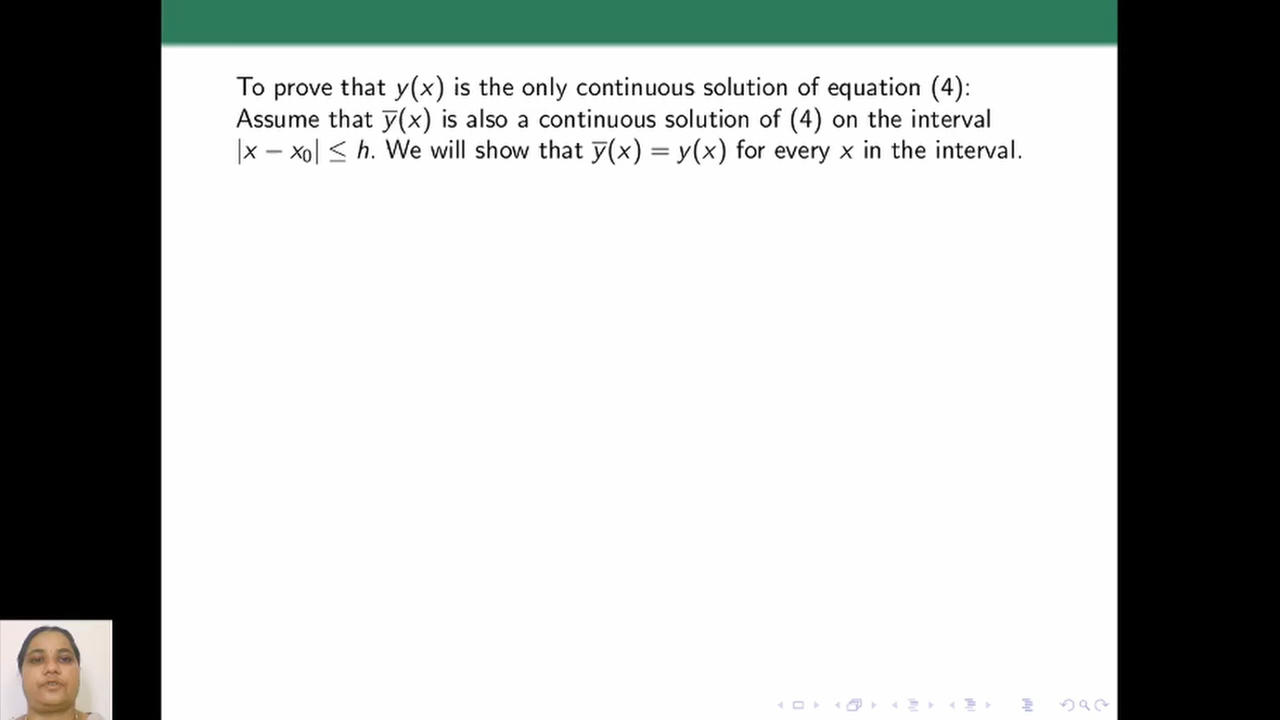 To prove that y(x) is the only continuous solution of equation (4):
Assume that y̅(x) is also a continuous solution of (4) on the interval
|x − x₀| ≤ h. We will show that y̅(x) = y(x) for every x in the interval.